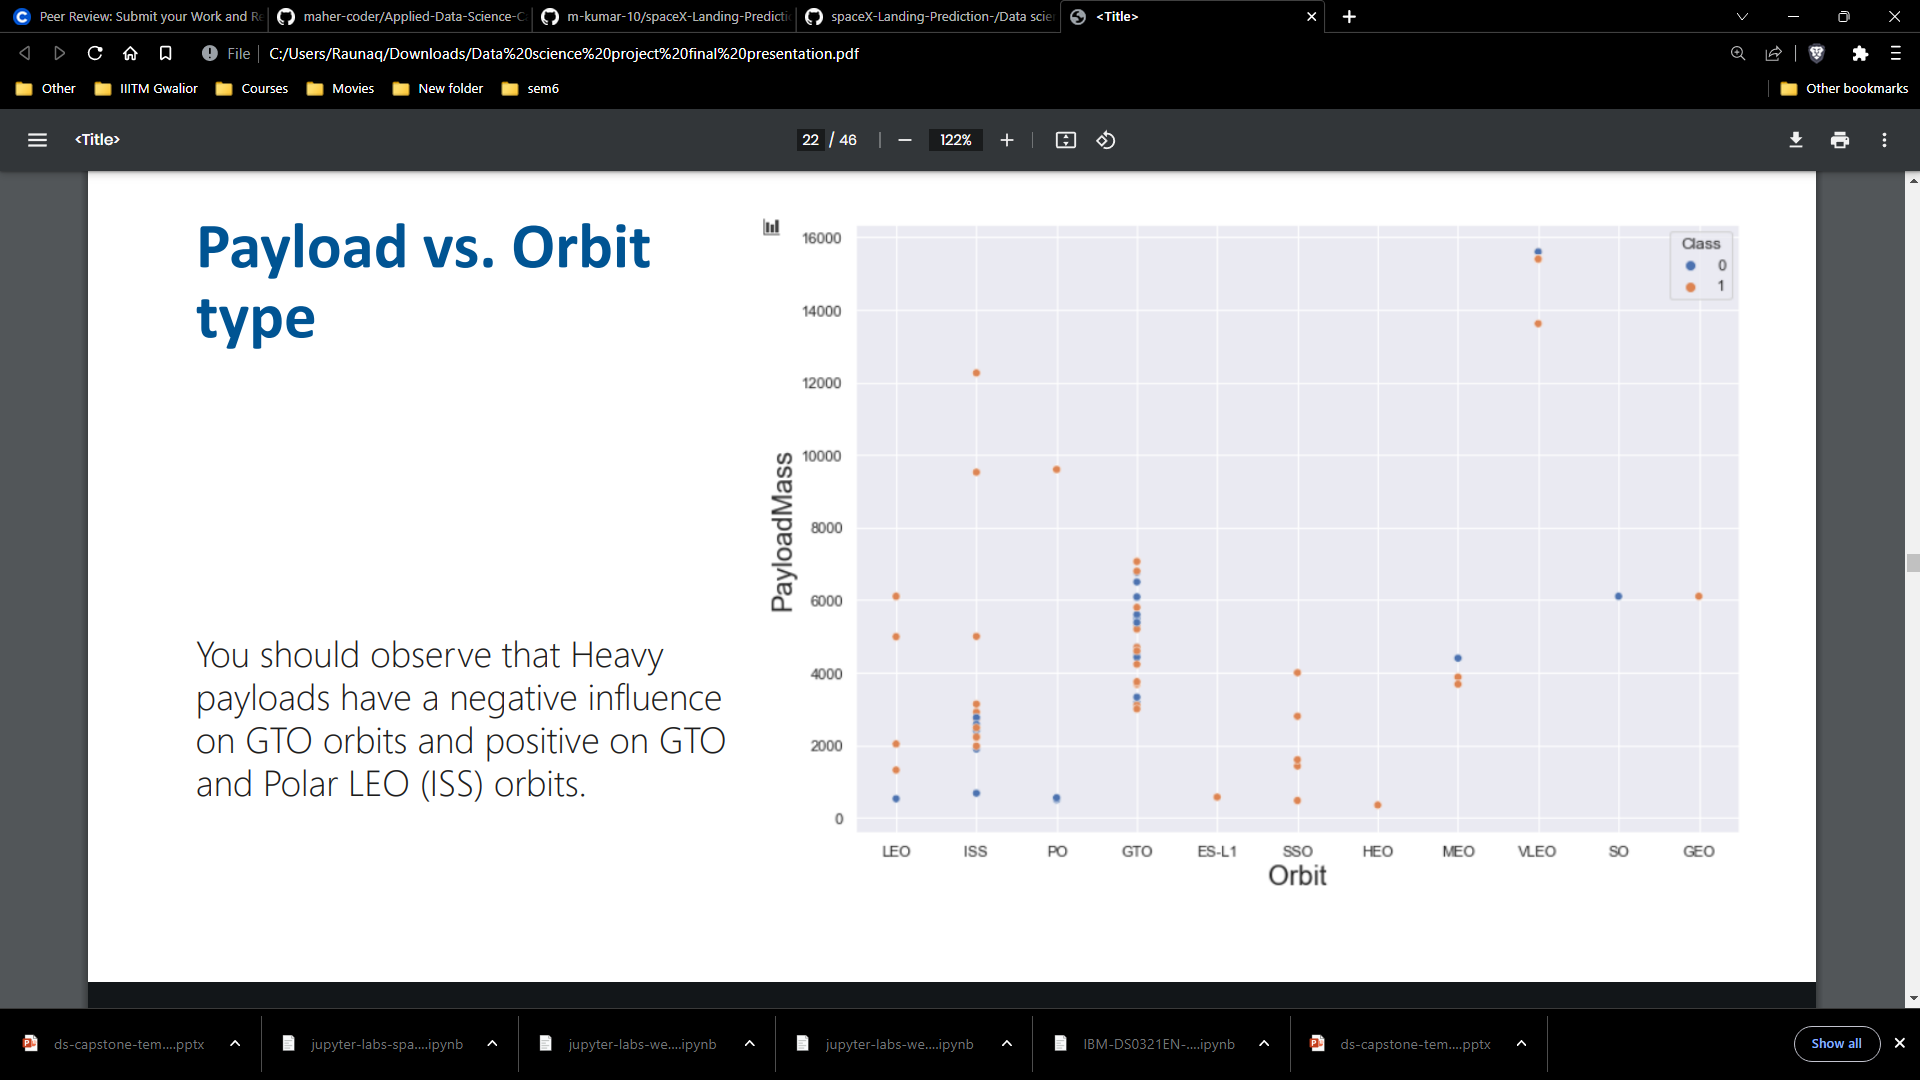 Peer Review: Submit your Work and Re
maher-coder/Applied-Data-Science-C
m-kumar-10/spaceX-Landing-Predicti
spaceX-Landing-Prediction-/Data scien
<Title>
File
C:/Users/Raunaq/Downloads/Data%20science%20project%20final%20presentation.pdf
Other
IIITM Gwalior
Courses
Movies
New folder
sem6
Other bookmarks
<Title>
22 / 46
122%
Payload vs. Orbit
type
You should observe that Heavy
payloads have a negative influence
on GTO orbits and positive on GTO
and Polar LEO (ISS) orbits.
16000
14000
12000
10000
8000
6000
4000
2000
0
PayloadMass
Class
0
1
LEO
ISS
PO
GTO
ES-L1
SSO
HEO
MEO
VLEO
SO
GEO
Orbit
ds-capstone-tem....pptx
jupyter-labs-spa....ipynb
jupyter-labs-we....ipynb
jupyter-labs-we....ipynb
IBM-DS0321EN-....ipynb
ds-capstone-tem....pptx
Show all